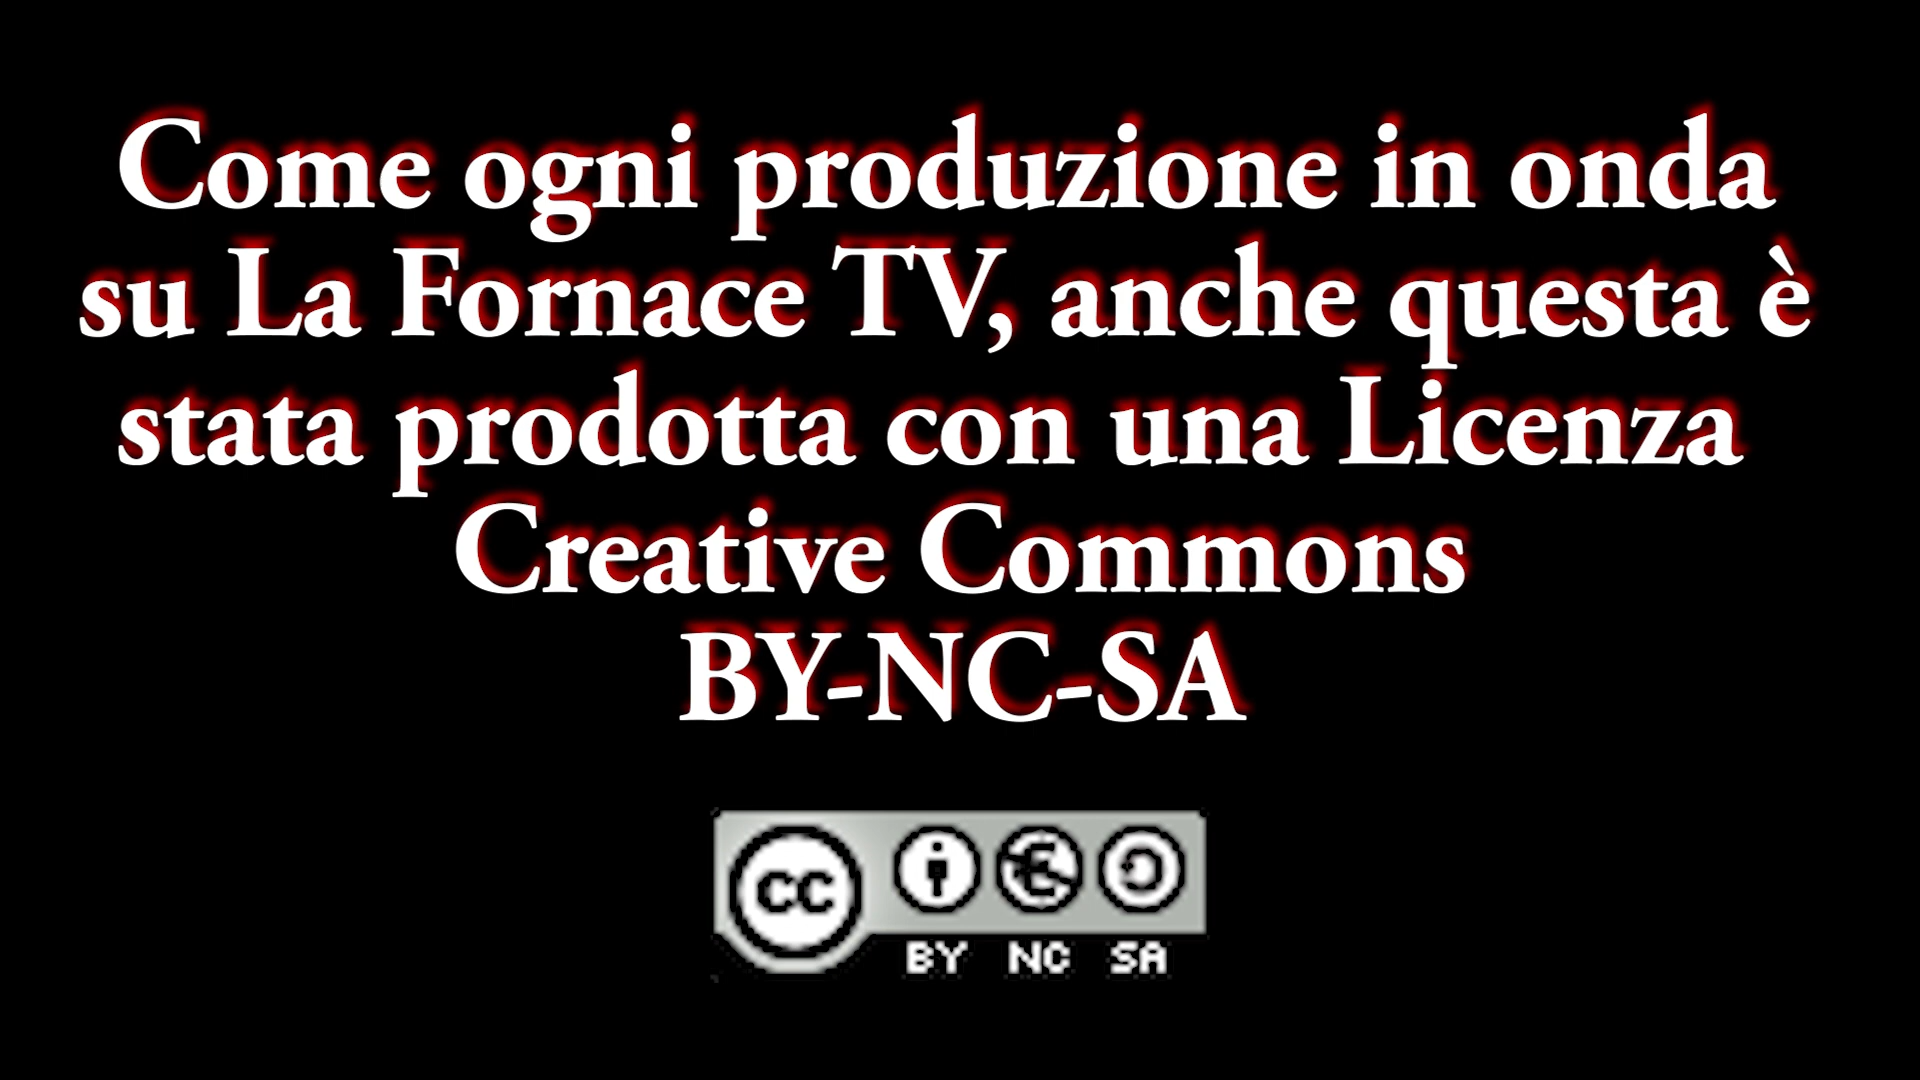 Come ogni produzione in onda
su La Fornace TV, anche questa è
stata prodotta con una Licenza
Creative Commons
BY-NC-SA
cc
BY NC SA